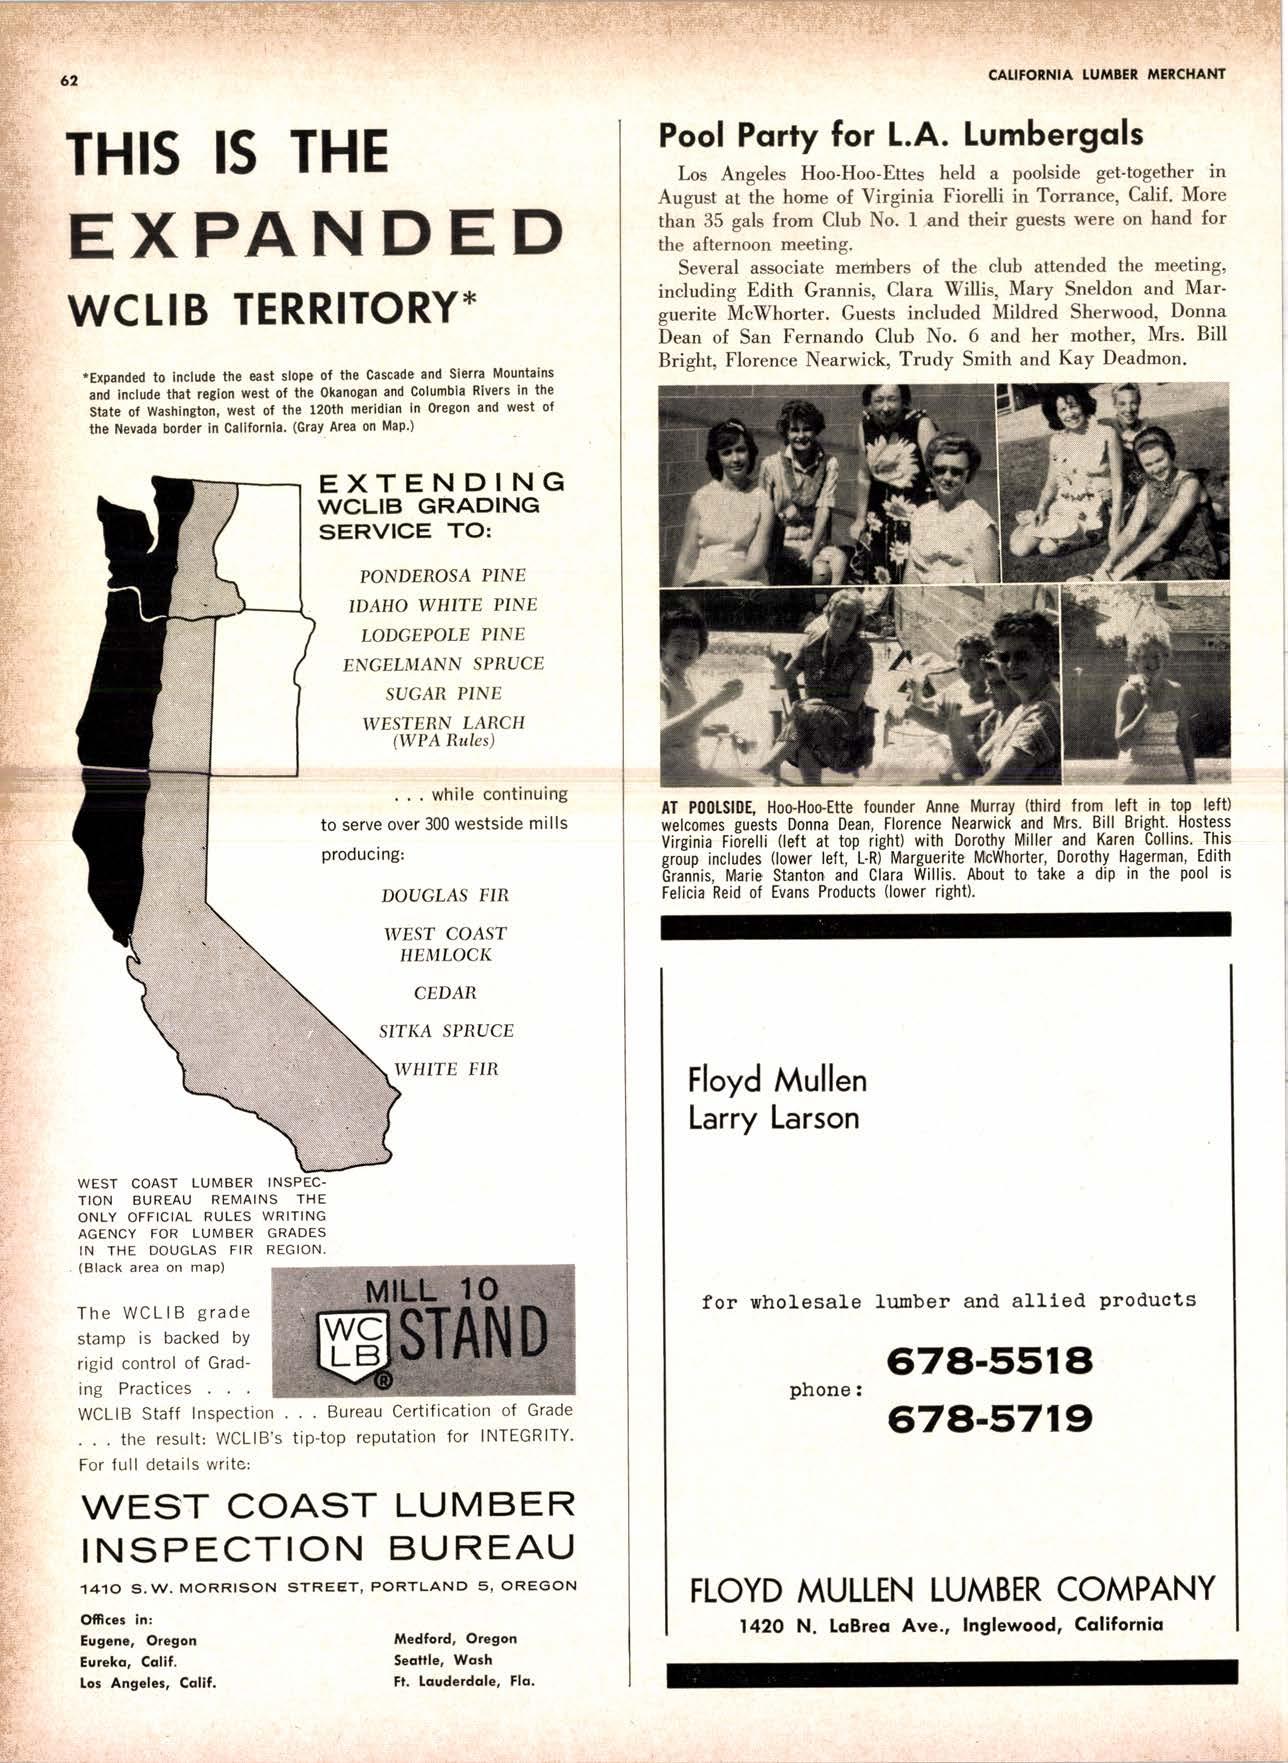 62
CALIFORNIA LUMBER MERCHANT
THIS IS THE
EXPANDED
WCLIB TERRITORY*
*Expanded to include the east slope of the Cascade and Sierra Mountains
and include that region west of the Okanogan and Columbia Rivers in the
State of Washington, west of the 120th meridian in Oregon and west of
the Nevada border in California. (Gray Area on Map.)
EXTENDING
WCLIB GRADING
SERVICE TO:
PONDEROSA PINE
IDAHO WHITE PINE
LODGEPOLE PINE
ENGELMANN SPRUCE
SUGAR PINE
WESTERN LARCH
(WPA Rules)
. . . while continuing
to serve over 300 westside mills
producing:
DOUGLAS FIR
WEST COAST
HEMLOCK
CEDAR
SITKA SPRUCE
WHITE FIR
WEST COAST LUMBER INSPEC-
TION BUREAU REMAINS THE
ONLY OFFICIAL RULES WRITING
AGENCY FOR LUMBER GRADES
IN THE DOUGLAS FIR REGION.
(Black area on map)
The WCLIB grade
stamp is backed by
rigid control of Grad-
ing Practices . . .
MILL 10
WC
LB
®
STAND
WCLIB Staff Inspection . . . Bureau Certification of Grade
. . . the result: WCLIB's tip-top reputation for INTEGRITY.
For full details write:
WEST COAST LUMBER
INSPECTION BUREAU
1410 S.W. MORRISON STREET, PORTLAND 5, OREGON
Offices in:
Eugene, Oregon
Eureka, Calif.
Los Angeles, Calif.
Medford, Oregon
Seattle, Wash
Ft. Lauderdale, Fla.
Pool Party for L.A. Lumbergals
Los Angeles Hoo-Hoo-Ettes held a poolside get-together in
August at the home of Virginia Fiorelli in Torrance, Calif. More
than 35 gals from Club No. 1 and their guests were on hand for
the afternoon meeting.
Several associate members of the club attended the meeting,
including Edith Grannis, Clara Willis, Mary Sneldon and Mar-
guerite McWhorter. Guests included Mildred Sherwood, Donna
Dean of San Fernando Club No. 6 and her mother, Mrs. Bill
Bright, Florence Nearwick, Trudy Smith and Kay Deadmon.
AT POOLSIDE, Hoo-Hoo-Ette founder Anne Murray (third from left in top left)
welcomes guests Donna Dean, Florence Nearwick and Mrs. Bill Bright. Hostess
Virginia Fiorelli (left at top right) with Dorothy Miller and Karen Collins. This
group includes (lower left, L-R) Marguerite McWhorter, Dorothy Hagerman, Edith
Grannis, Marie Stanton and Clara Willis. About to take a dip in the pool is
Felicia Reid of Evans Products (lower right).
Floyd Mullen
Larry Larson
for wholesale lumber and allied products
phone:
678-5518
678-5719
FLOYD MULLEN LUMBER COMPANY
1420 N. LaBrea Ave., Inglewood, California